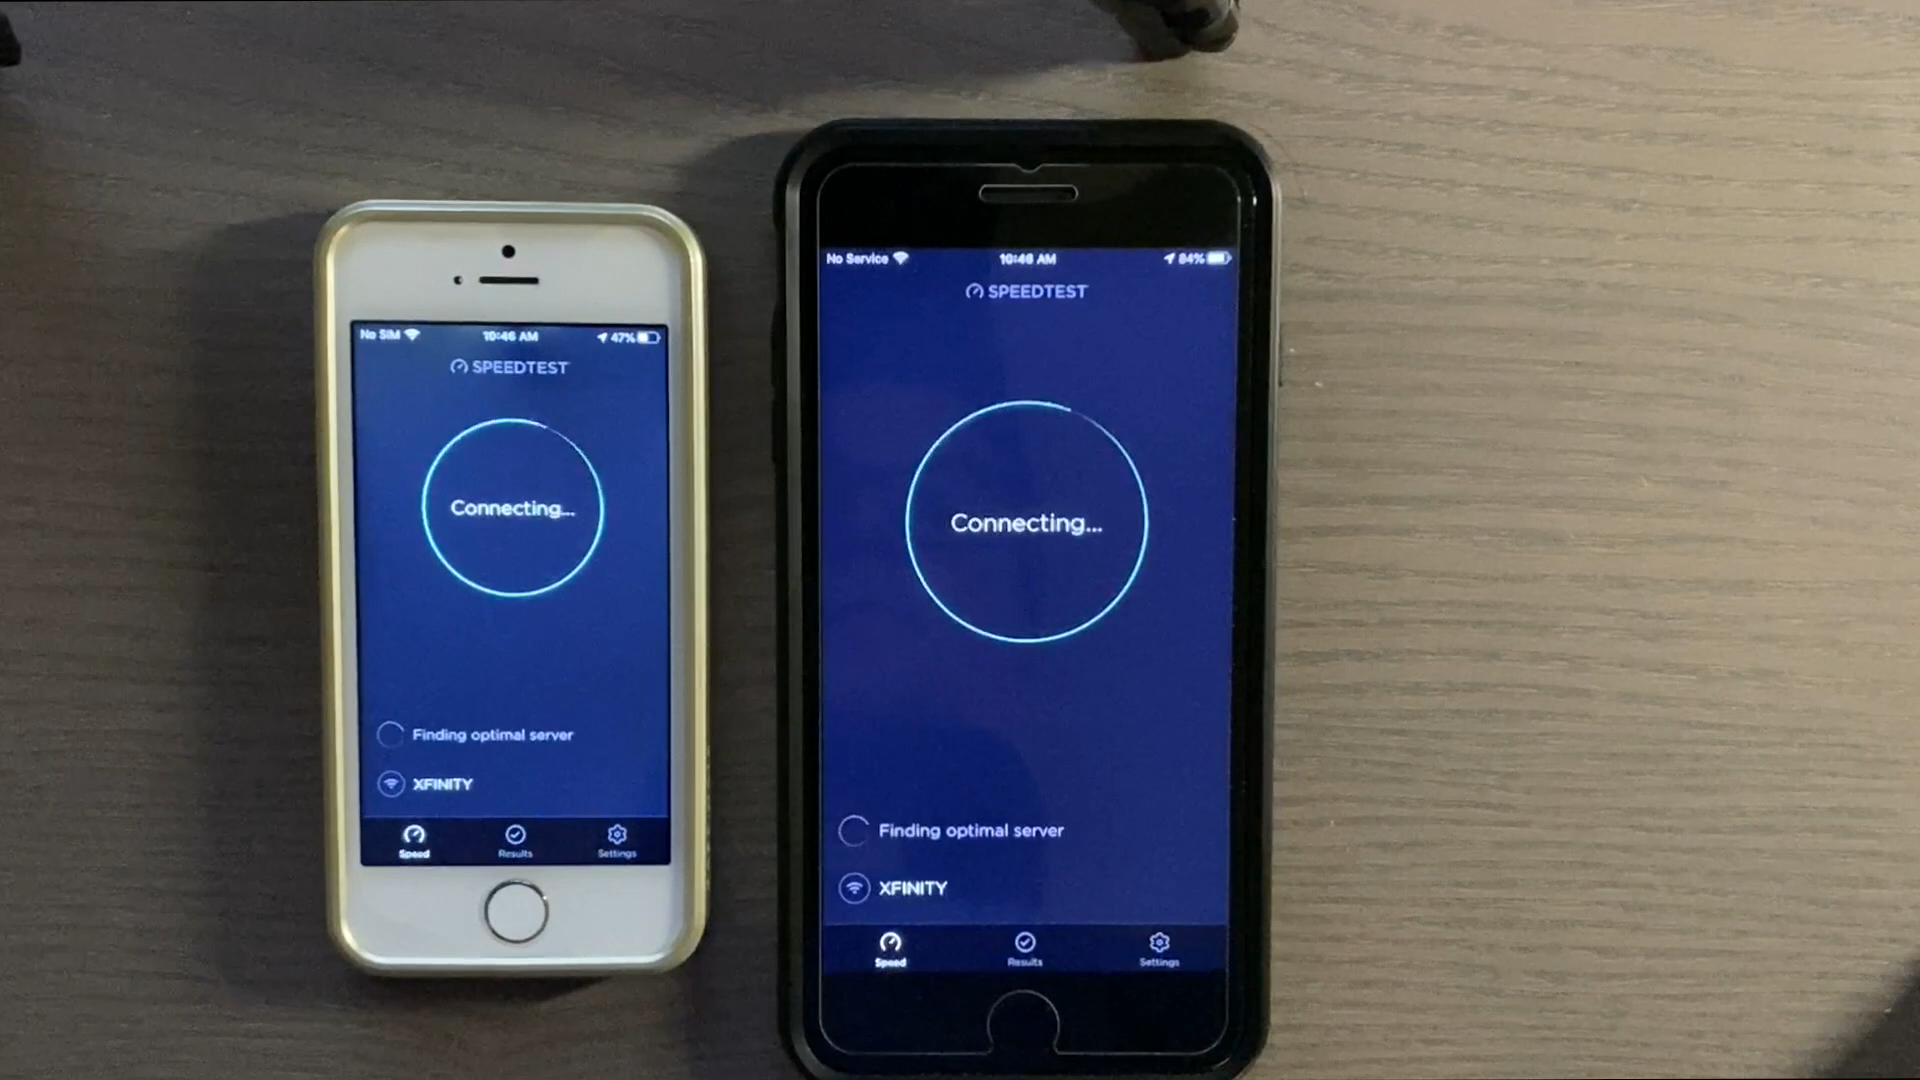 No SIM 10:46 AM 47%
SPEEDTEST
Connecting...
Finding optimal server
XFINITY
Speed Results Settings
No Service 10:46 AM 84%
SPEEDTEST
Connecting...
Finding optimal server
XFINITY
Speed Results Settings